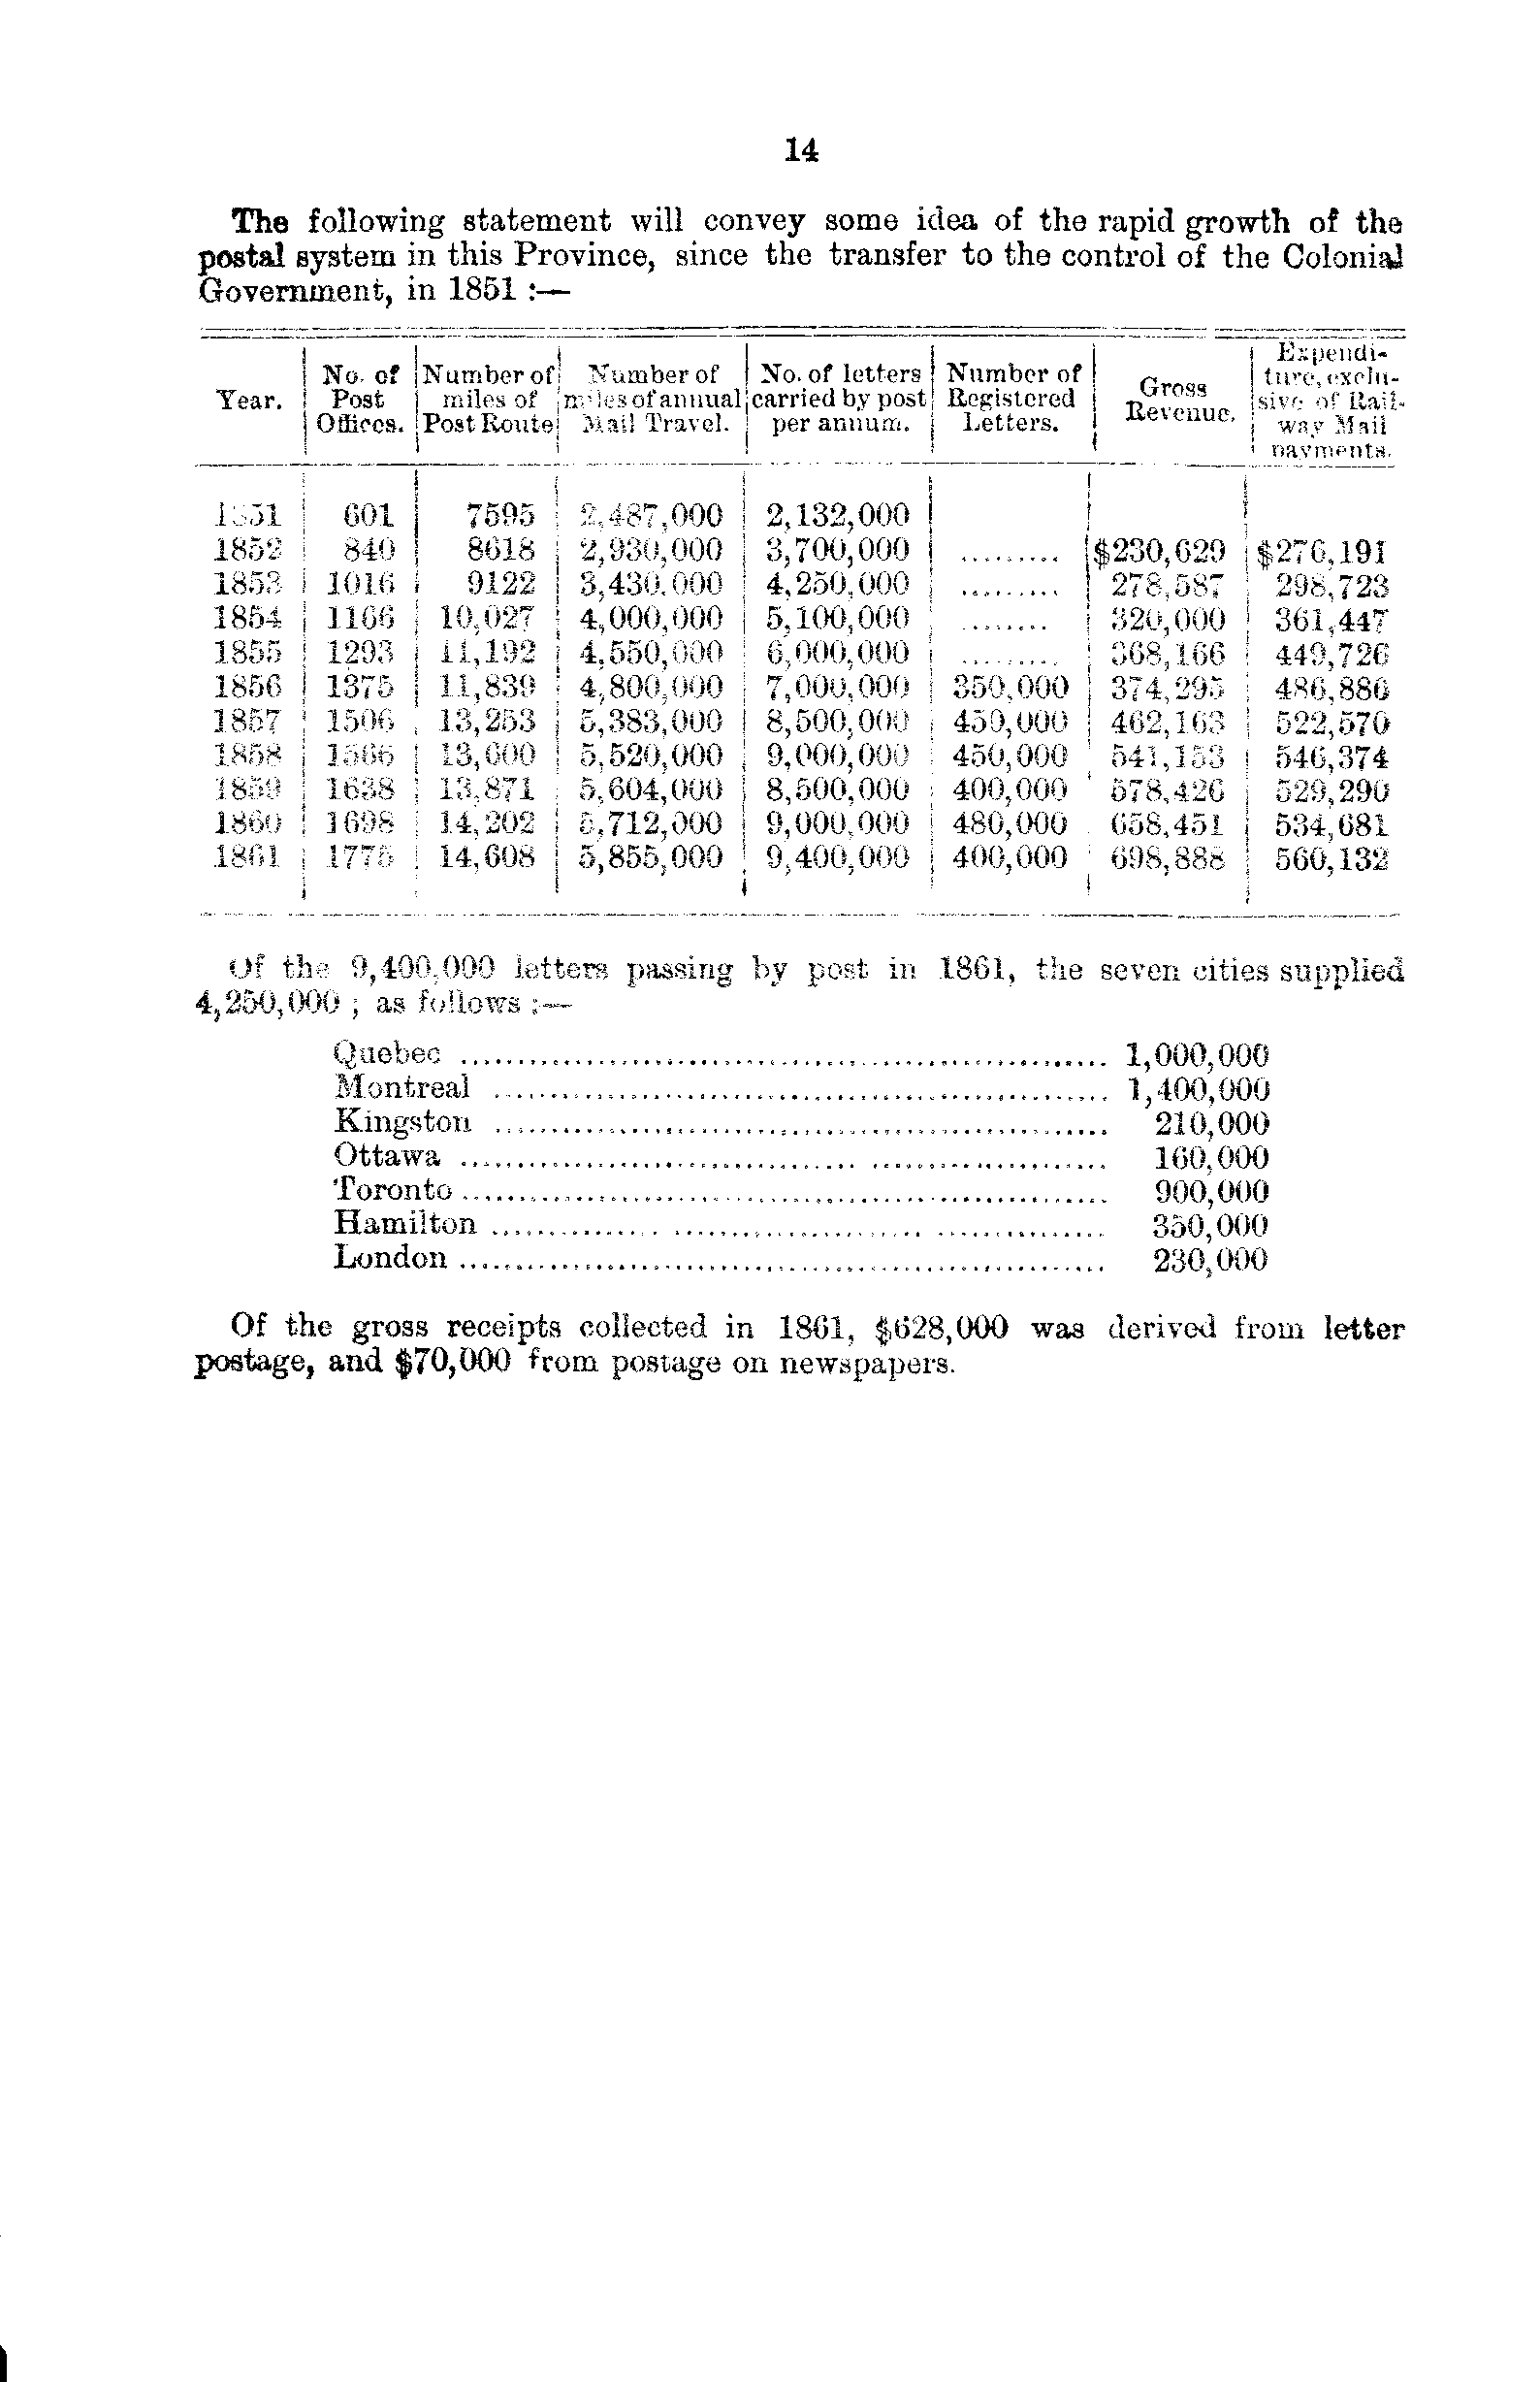 14
The following statement will convey some idea of the rapid growth of the
postal system in this Province, since the transfer to the control of the Colonial
Government, in 1851 :—
Year. No. of Post Offices. Number of miles of Post Route Number of miles of annual Mail Travel. No. of letters carried by post per annum. Number of Registered Letters. Gross Revenue. Expenditure, exclusive of Railway Mail payments.
1851 601 7595 2,487,000 2,132,000
1852 840 8618 2,930,000 3,700,000 ......... $230,629 $276,191
1853 1016 9122 3,430,000 4,250,000 ......... 278,587 298,723
1854 1166 10,027 4,000,000 5,100,000 ........ 320,000 361,447
1855 1293 11,192 4,550,000 6,000,000 ......... 368,166 449,726
1856 1375 11,839 4,800,000 7,000,000 350,000 374,295 486,886
1857 1506 13,253 5,383,000 8,500,000 450,000 462,163 522,570
1858 1566 13,600 5,520,000 9,000,000 450,000 541,153 546,374
1859 1638 13,871 5,604,000 8,500,000 400,000 578,426 529,290
1860 1698 14,202 5,712,000 9,000,000 480,000 658,451 534,681
1861 1775 14,608 5,855,000 9,400,000 400,000 698,888 560,132
Of the 9,400,000 letters passing by post in 1861, the seven cities supplied
4,250,000 ; as follows :—
Quebec ........ 1,000,000
Montreal ........ 1,400,000
Kingston ........ 210,000
Ottawa ........ 160,000
Toronto ........ 900,000
Hamilton ........ 350,000
London ........ 230,000
Of the gross receipts collected in 1861, $628,000 was derived from letter
postage, and $70,000 from postage on newspapers.